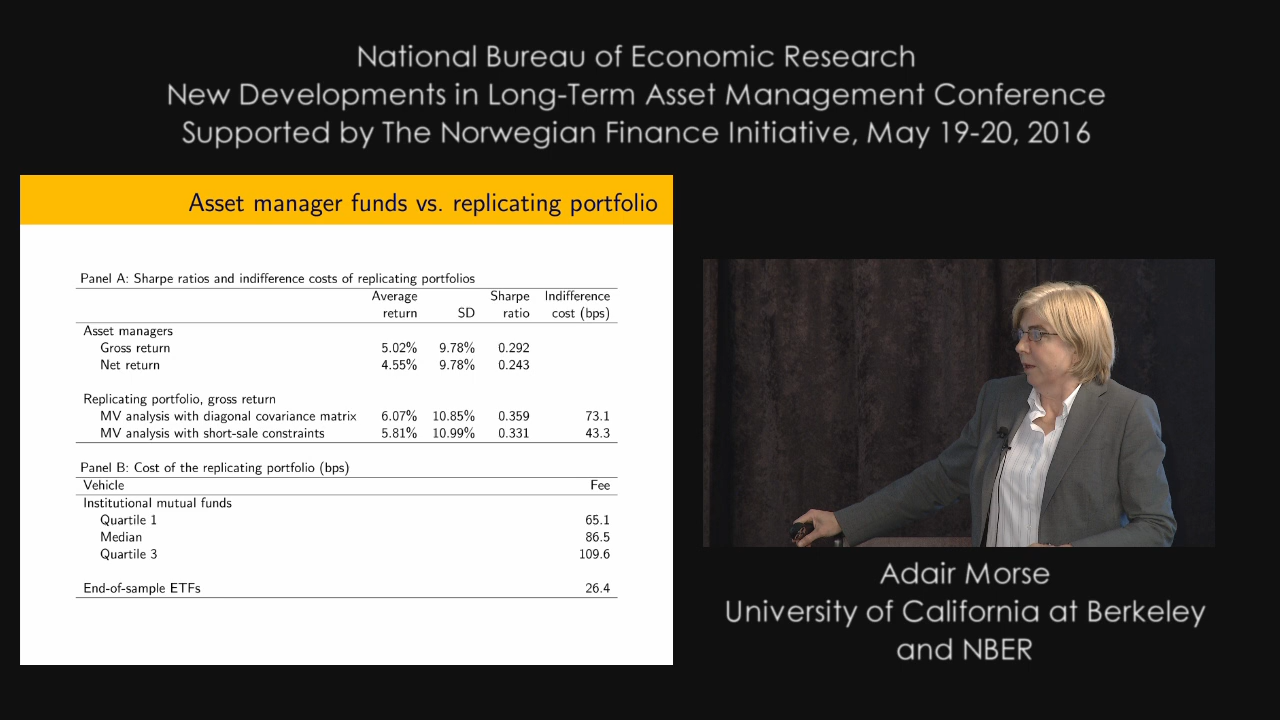 National Bureau of Economic Research
New Developments in Long-Term Asset Management Conference
Supported by The Norwegian Finance Initiative, May 19-20, 2016
Asset manager funds vs. replicating portfolio
Panel A: Sharpe ratios and indifference costs of replicating portfolios
Average Sharpe Indifference
return SD ratio cost (bps)
Asset managers
Gross return 5.02% 9.78% 0.292
Net return 4.55% 9.78% 0.243
Replicating portfolio, gross return
MV analysis with diagonal covariance matrix 6.07% 10.85% 0.359 73.1
MV analysis with short-sale constraints 5.81% 10.99% 0.331 43.3
Panel B: Cost of the replicating portfolio (bps)
Vehicle Fee
Institutional mutual funds
Quartile 1 65.1
Median 86.5
Quartile 3 109.6
End-of-sample ETFs 26.4
Adair Morse
University of California at Berkeley
and NBER